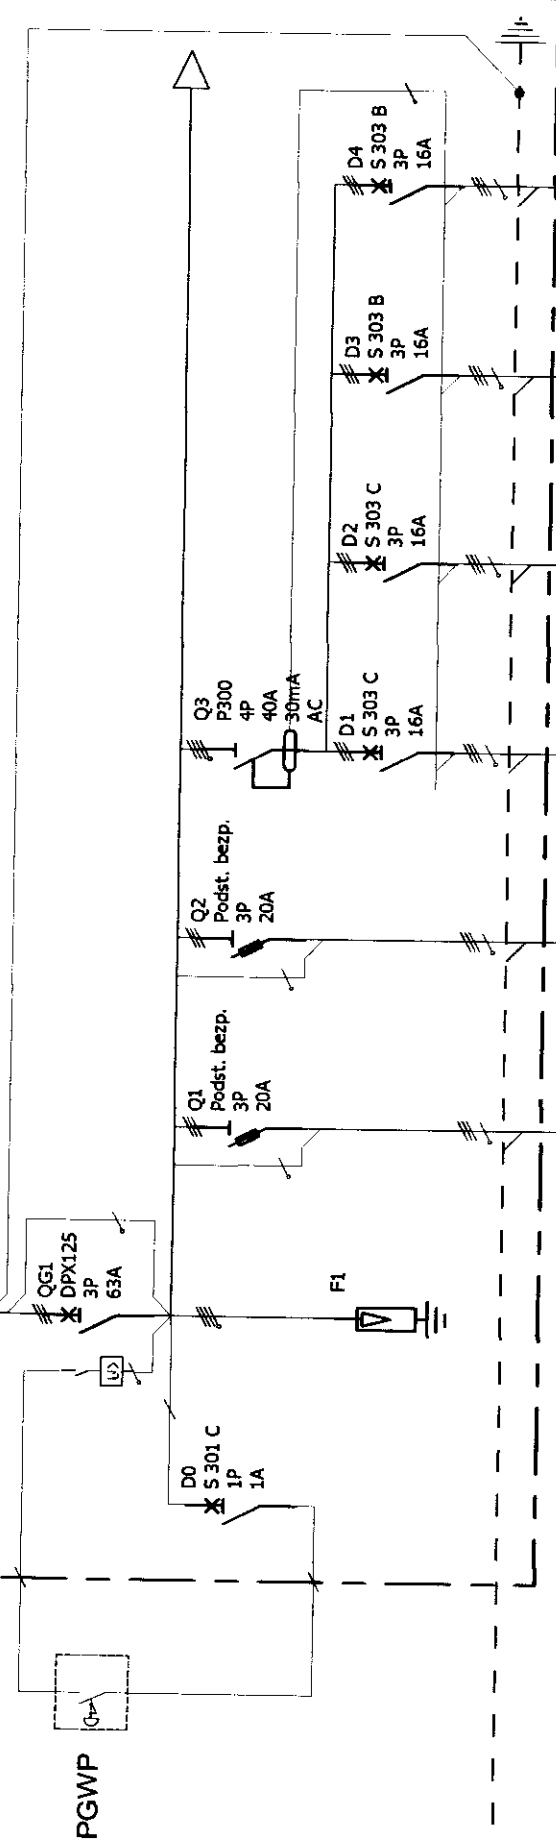 PGWP
D0
S 301 C
1P
1A
U>
QG1
DPX125
3P
63A
F1
Q1
Podst. bezp.
3P
20A
Q2
Podst. bezp.
3P
20A
Q3
P300
4P
40A
30mA
AC
D1
S 303 C
3P
16A
D2
S 303 C
3P
16A
D3
S 303 B
3P
16A
D4
S 303 B
3P
16A